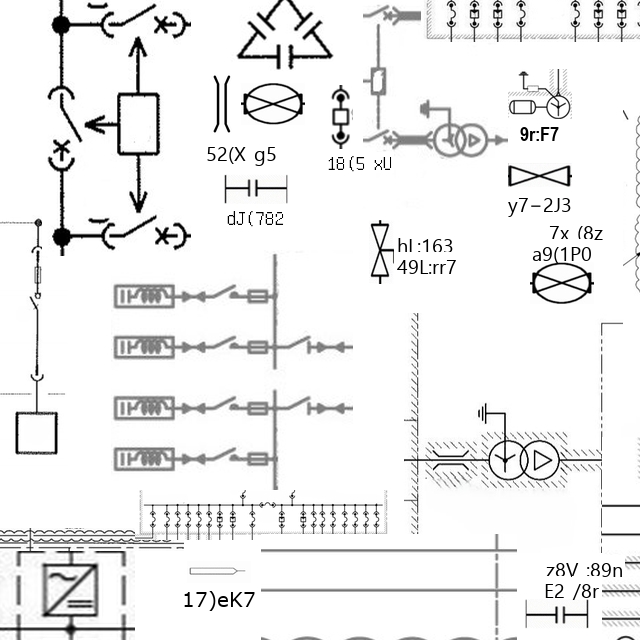 9r:F7
52(X g5
18(5 xU
y7-2J3
dJ(782
7x (8z
hL:163
a9(1P0
49L:rr7
z8V :89n
17)eK7
E2 /8r